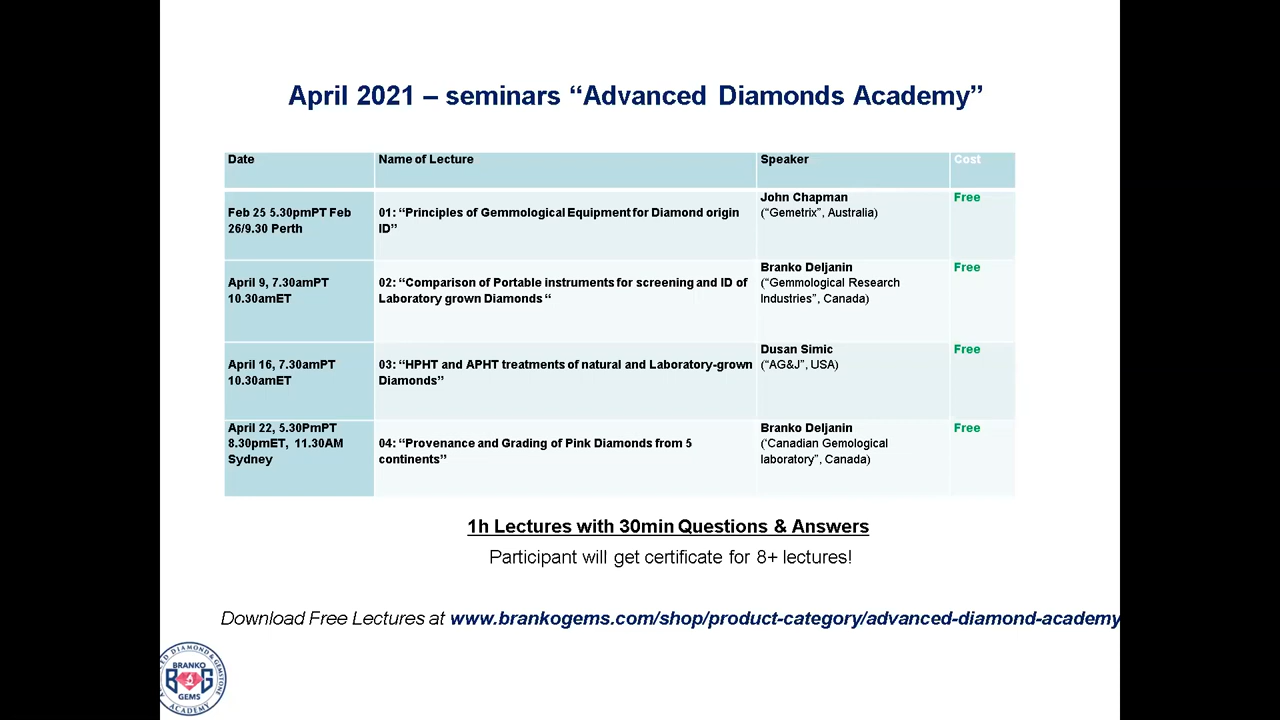 April 2021 – seminars “Advanced Diamonds Academy”
Date Name of Lecture Speaker Cost
Feb 25 5.30pmPT Feb
26/9.30 Perth
01: “Principles of Gemmological Equipment for Diamond origin
ID”
John Chapman
(“Gemetrix”, Australia)
Free
April 9, 7.30amPT
10.30amET
02: “Comparison of Portable instruments for screening and ID of
Laboratory grown Diamonds “
Branko Deljanin
(“Gemmological Research
Industries”, Canada)
Free
April 16, 7.30amPT
10.30amET
03: “HPHT and APHT treatments of natural and Laboratory-grown
Diamonds”
Dusan Simic
(“AG&J”, USA)
Free
April 22, 5.30PmPT
8.30pmET, 11.30AM
Sydney
04: “Provenance and Grading of Pink Diamonds from 5
continents”
Branko Deljanin
(‘Canadian Gemological
laboratory”, Canada)
Free
1h Lectures with 30min Questions & Answers
Participant will get certificate for 8+ lectures!
Download Free Lectures at www.brankogems.com/shop/product-category/advanced-diamond-academy
DIAMOND & GEMSTONE
BRANKO
B G
GEMS
ACADEMY